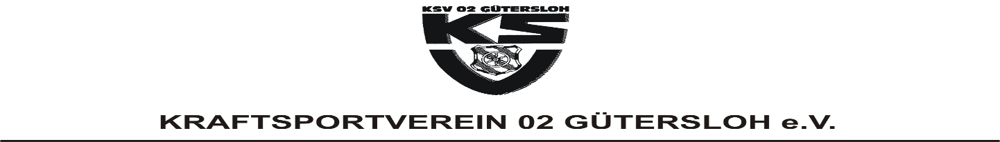 KSV 02 GÜTERSLOH
KS
V
KRAFTSPORTVEREIN 02 GÜTERSLOH e.V.